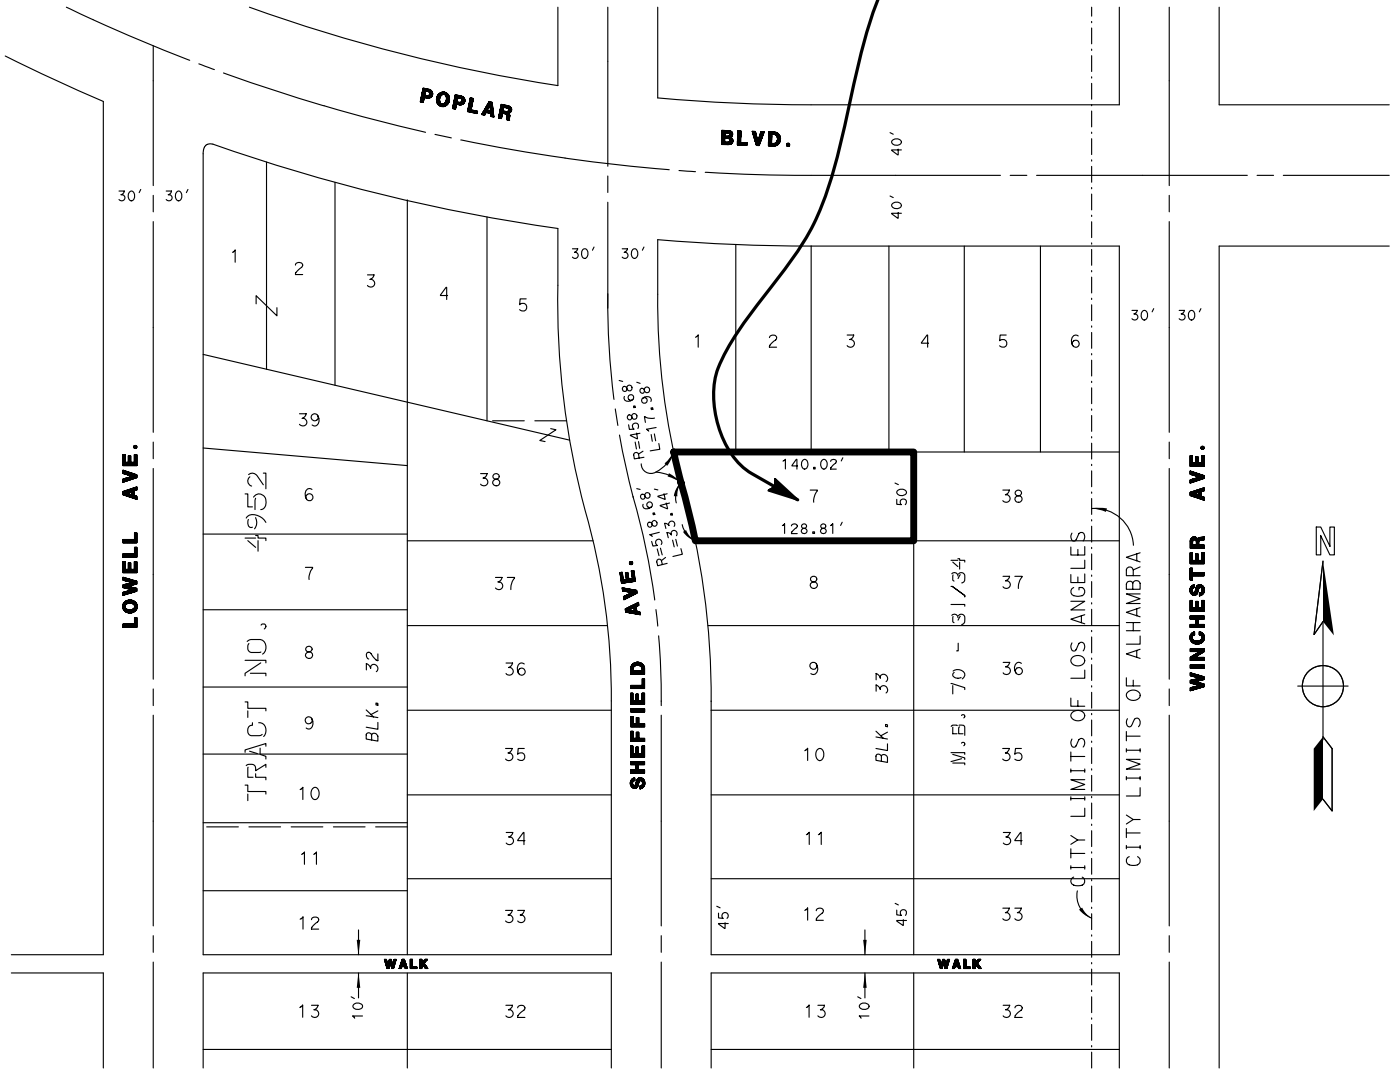 POPLAR
BLVD.
40'
40'
30' 30'
30' 30'
30' 30'
1
2
3
4
5
1
2
3
4
5
6
Z
Z
39
38
R=458.68'
L=17.98'
R=518.68'
L=33.44'
140.02'
7
50'
128.81'
38
LOWELL AVE.
SHEFFIELD AVE.
WINCHESTER AVE.
TRACT NO. 4952
BLK. 32
BLK. 33
M.B. 70 - 31/34
CITY LIMITS OF LOS ANGELES
CITY LIMITS OF ALHAMBRA
N
6
7
37
8
37
8
36
9
36
9
35
10
35
10
34
11
34
11
12
33
45'
12
45'
33
WALK
WALK
13
10'
32
13
10'
32